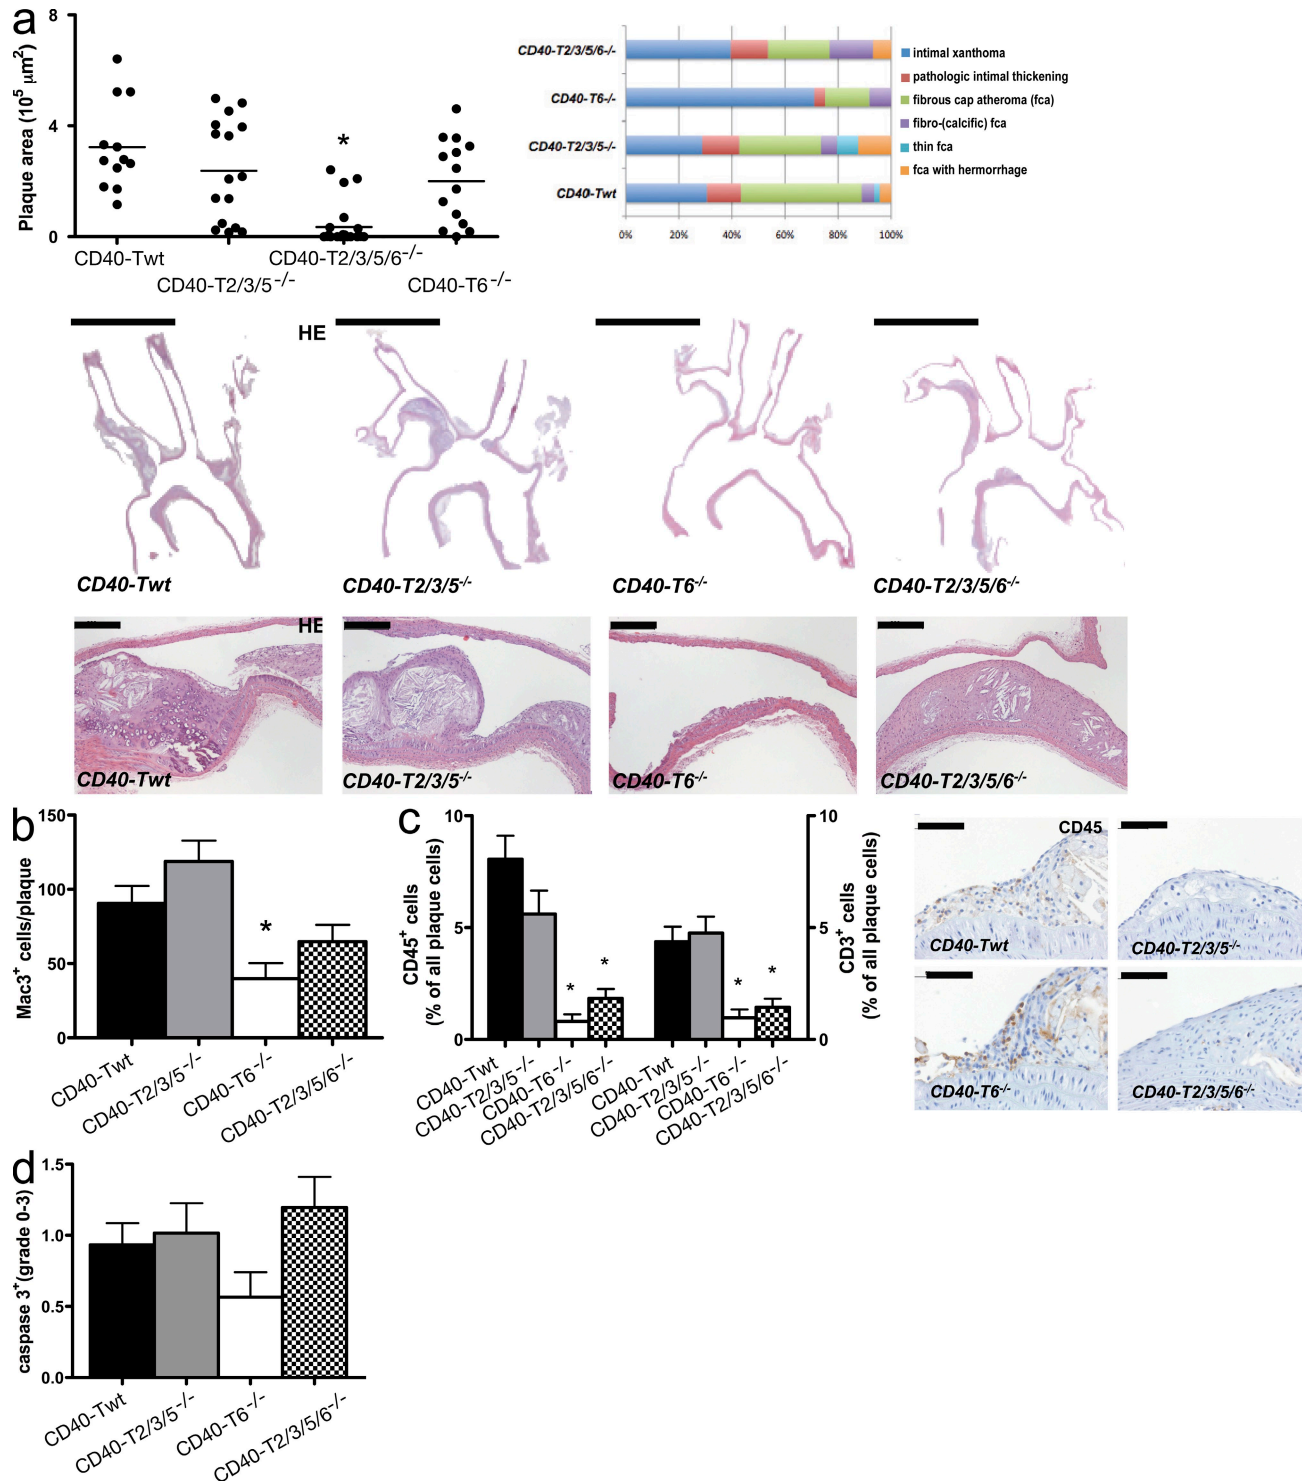 a
Plaque area (10⁵ µm²)
8
4
0
*
CD40-Twt
CD40-T2/3/5⁻/⁻
CD40-T2/3/5/6⁻/⁻
CD40-T6⁻/⁻
CD40-T2/3/5/6-/-
CD40-T6-/-
CD40-T2/3/5-/-
CD40-Twt
0% 20% 40% 60% 80% 100%
intimal xanthoma
pathologic intimal thickening
fibrous cap atheroma (fca)
fibro-(calcific) fca
thin fca
fca with hermorrhage
HE
CD40-Twt
CD40-T2/3/5-/-
CD40-T6-/-
CD40-T2/3/5/6-/-
HE
CD40-Twt
CD40-T2/3/5-/-
CD40-T6-/-
CD40-T2/3/5/6-/-
b
Mac3⁺ cells/plaque
150
100
50
0
*
CD40-Twt
CD40-T2/3/5⁻/⁻
CD40-T6⁻/⁻
CD40-T2/3/5/6⁻/⁻
c
CD45⁺ cells
(% of all plaque cells)
10
5
0
* *
* *
CD40-Twt
CD40-T2/3/5⁻/⁻
CD40-T6⁻/⁻
CD40-T2/3/5/6⁻/⁻
CD40-Twt
CD40-T2/3/5⁻/⁻
CD40-T6⁻/⁻
CD40-T2/3/5/6⁻/⁻
10
5
0
CD3⁺ cells
(% of all plaque cells)
CD45
CD40-Twt
CD40-T2/3/5-/-
CD40-T6-/-
CD40-T2/3/5/6-/-
d
caspase 3⁺(grade 0-3)
1.5
1.0
0.5
0.0
CD40-Twt
CD40-T2/3/5⁻/⁻
CD40-T6⁻/⁻
CD40-T2/3/5/6⁻/⁻